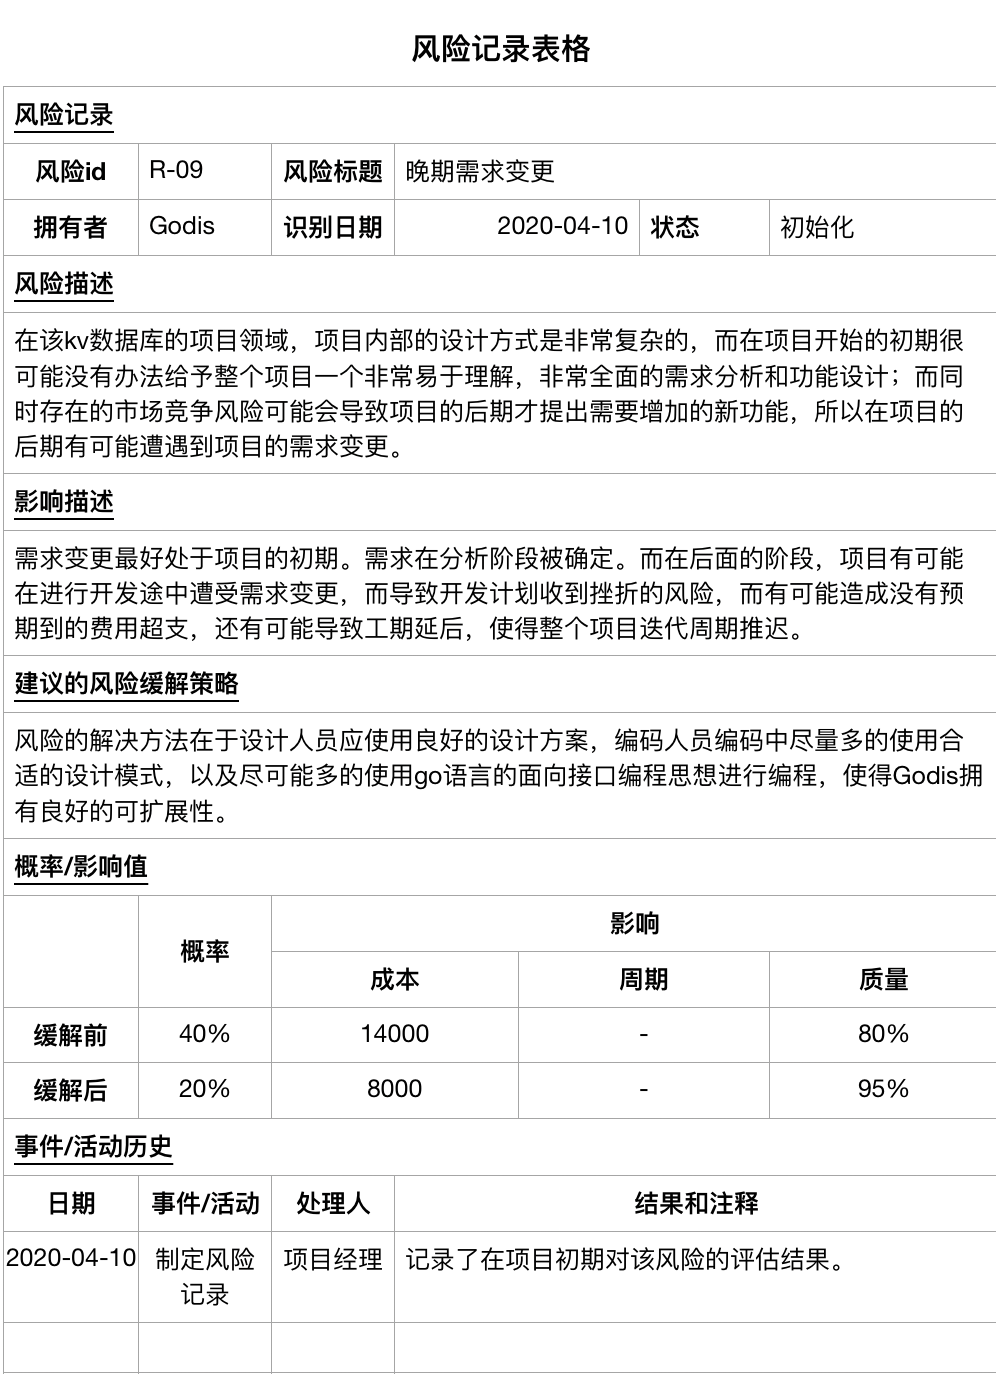 风险记录表格
风险记录
风险id R-09 风险标题 晚期需求变更
拥有者 Godis 识别日期 2020-04-10 状态 初始化
风险描述
在该kv数据库的项目领域，项目内部的设计方式是非常复杂的，而在项目开始的初期很
可能没有办法给予整个项目一个非常易于理解，非常全面的需求分析和功能设计；而同
时存在的市场竞争风险可能会导致项目的后期才提出需要增加的新功能，所以在项目的
后期有可能遭遇到项目的需求变更。
影响描述
需求变更最好处于项目的初期。需求在分析阶段被确定。而在后面的阶段，项目有可能
在进行开发途中遭受需求变更，而导致开发计划收到挫折的风险，而有可能造成没有预
期到的费用超支，还有可能导致工期延后，使得整个项目迭代周期推迟。
建议的风险缓解策略
风险的解决方法在于设计人员应使用良好的设计方案，编码人员编码中尽量多的使用合
适的设计模式，以及尽可能多的使用go语言的面向接口编程思想进行编程，使得Godis拥
有良好的可扩展性。
概率/影响值
概率 影响
成本 周期 质量
缓解前 40% 14000 - 80%
缓解后 20% 8000 - 95%
事件/活动历史
日期 事件/活动 处理人 结果和注释
2020-04-10 制定风险 项目经理 记录了在项目初期对该风险的评估结果。
记录